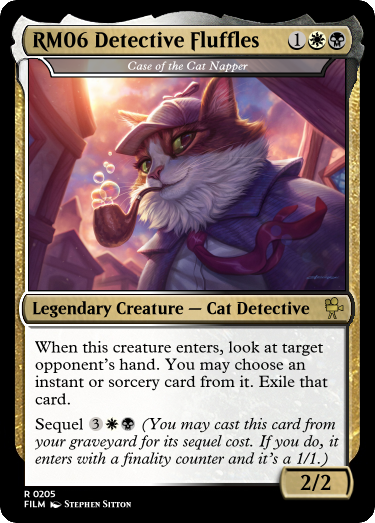 RM06 Detective Fluffles 1
Case of the Cat Napper
Legendary Creature — Cat Detective
When this creature enters, look at target
opponent's hand. You may choose an
instant or sorcery card from it. Exile that
card.
Sequel 3 (You may cast this card from
your graveyard for its sequel cost. If you do, it
enters with a finality counter and it's a 1/1.)
2/2
R 0205
FILM Stephen Sitton